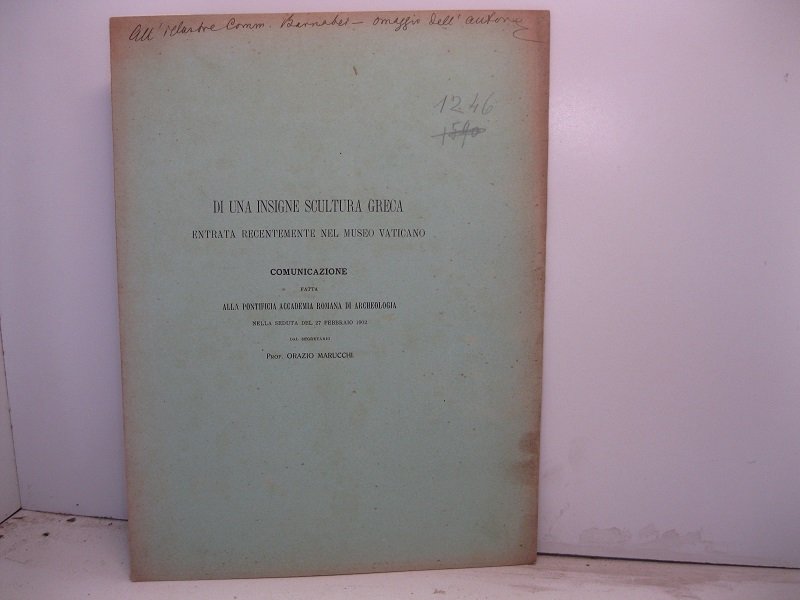 All' illustre Comm. Barnabei – omaggio dell' autore
1246
1590
DI UNA INSIGNE SCULTURA GRECA
ENTRATA RECENTEMENTE NEL MUSEO VATICANO
COMUNICAZIONE
FATTA
ALLA PONTIFICIA ACCADEMIA ROMANA DI ARCHEOLOGIA
NELLA SEDUTA DEL 27 FEBBRAIO 1902
DAL SEGRETARIO
PROF. ORAZIO MARUCCHI